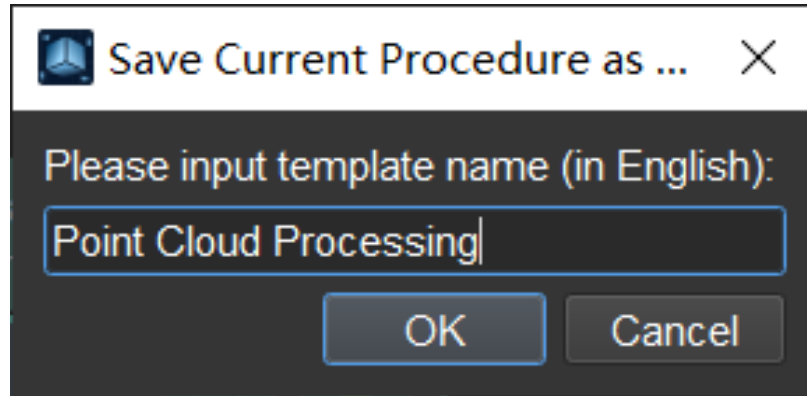 Save Current Procedure as ...
Please input template name (in English):
Point Cloud Processing
OK Cancel